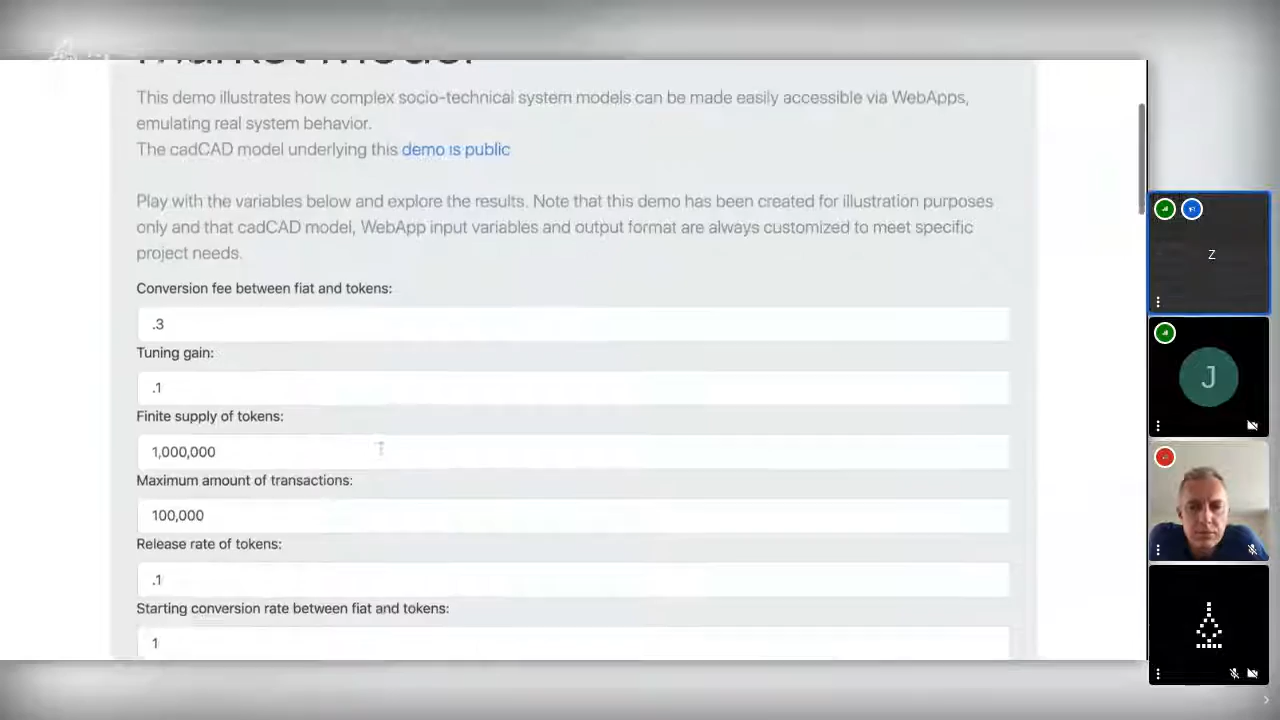 This demo illustrates how complex socio-technical system models can be made easily accessible via WebApps,
emulating real system behavior.
The cadCAD model underlying this demo is public
Play with the variables below and explore the results. Note that this demo has been created for illustration purposes
only and that cadCAD model, WebApp input variables and output format are always customized to meet specific
project needs.
Conversion fee between fiat and tokens:
.3
Tuning gain:
.1
Finite supply of tokens:
1,000,000
Maximum amount of transactions:
100,000
Release rate of tokens:
.1
Starting conversion rate between fiat and tokens:
1
Z
J